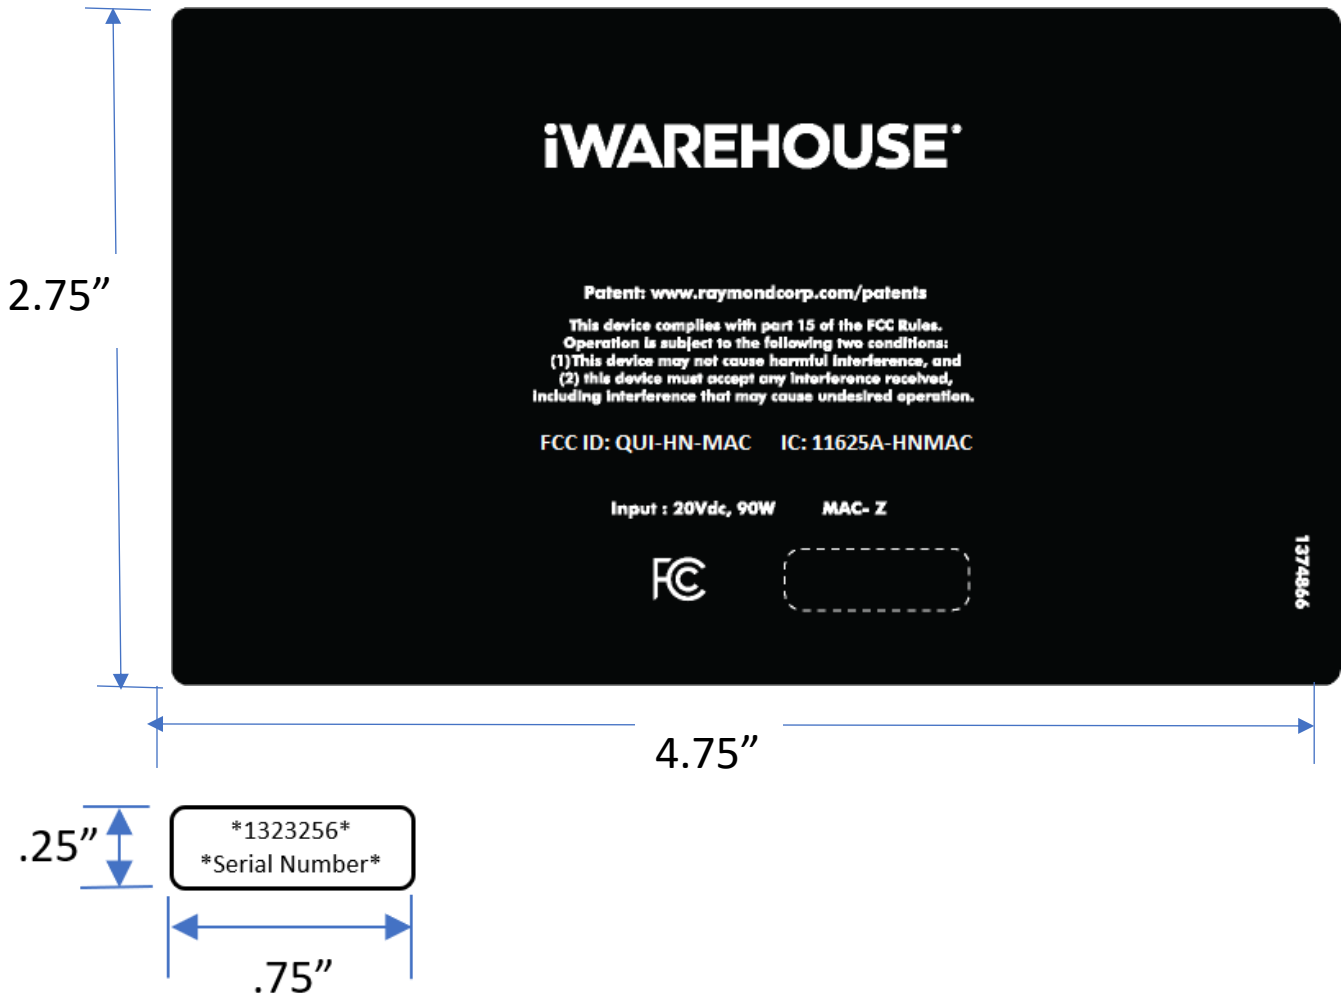 iWAREHOUSE®
2.75”
Patent: www.raymondcorp.com/patents
This device complies with part 15 of the FCC Rules.
Operation is subject to the following two conditions:
(1)This device may not cause harmful interference, and
(2) this device must accept any interference received,
including interference that may cause undesired operation.
FCC ID: QUI-HN-MAC IC: 11625A-HNMAC
Input : 20Vdc, 90W MAC- Z
FCC
1374866
4.75”
.25”
*1323256*
*Serial Number*
.75”